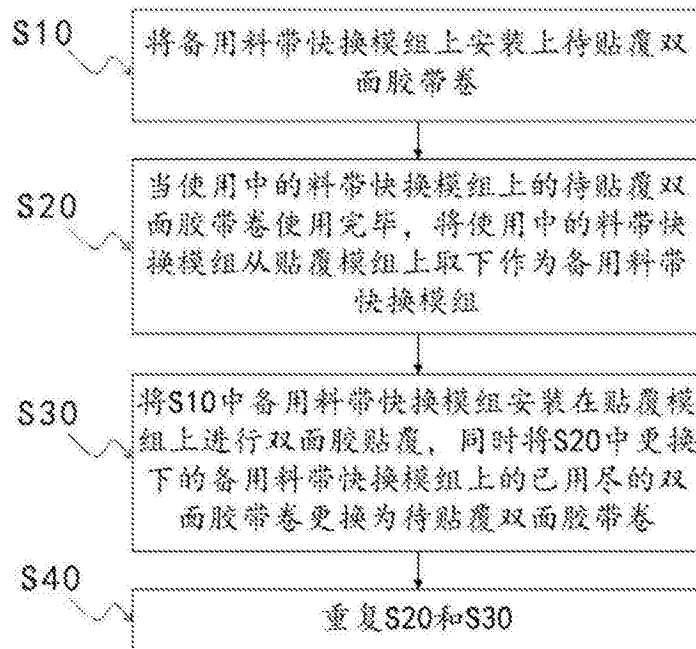 S10
将备用料带快换模组上安装上待贴覆双
面胶带卷
S20
当使用中的料带快换模组上的待贴覆双
面胶带卷使用完毕，将使用中的料带快
换模组从贴覆模组上取下作为备用料带
快换模组
S30
将S10中备用料带快换模组安装在贴覆模
组上进行双面胶贴覆，同时将S20中更换
下的备用料带快换模组上的已用尽的双
面胶带卷更换为待贴覆双面胶带卷
S40
重复S20和S30